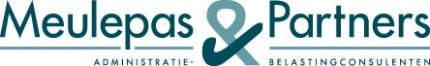 Meulepas & Partners
ADMINISTRATIE- BELASTINGCONSULENTEN